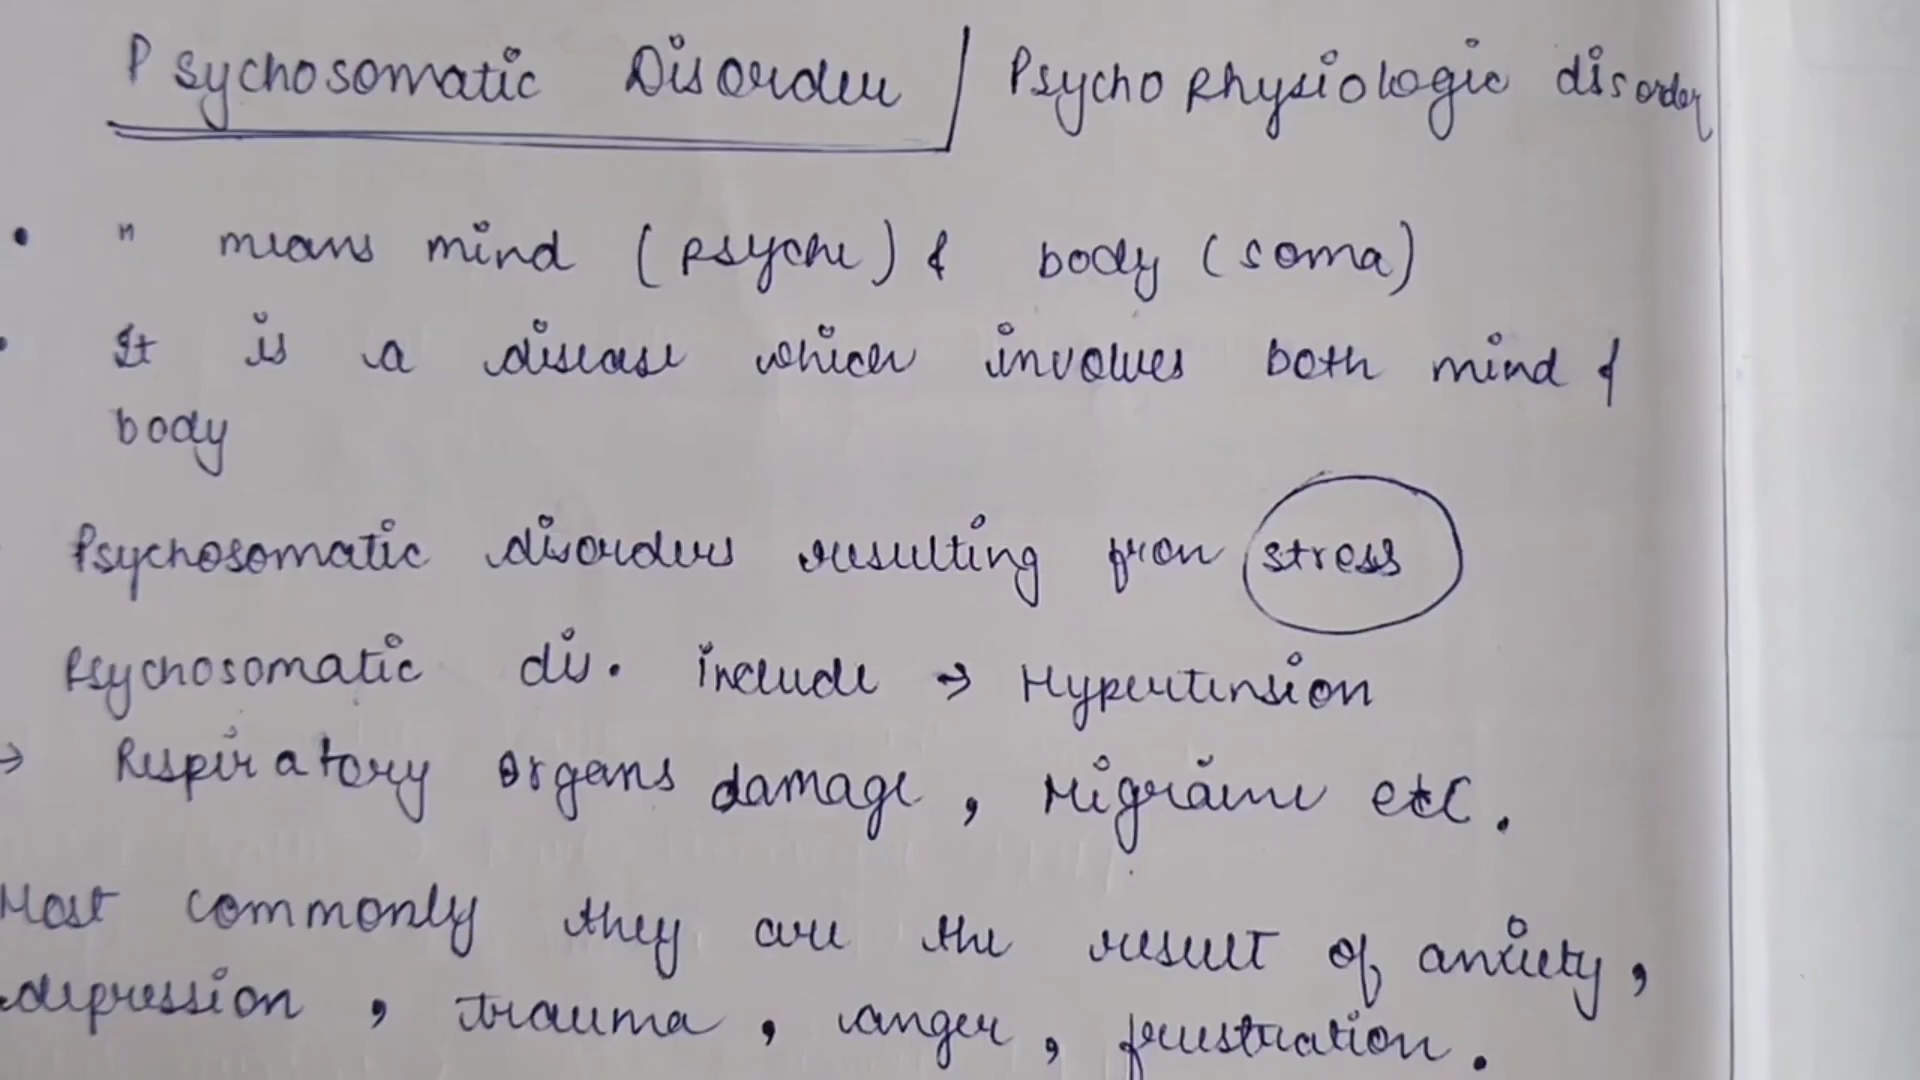 Psychosomatic Disorder / Psychophysiologic disorder
• " means mind (psyche) & body (soma)
• It is a disease which involves both mind &
body
Psychosomatic disorders resulting from stress
Psychosomatic dis. include → Hypertension
→ Respiratory organs damage, Migraine etc.
Most commonly they are the result of anxiety,
depression, trauma, anger, frustration.